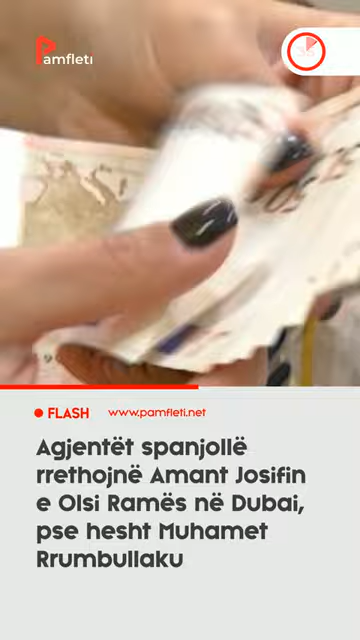 Pamfleti
FLASH www.pamfleti.net
Agjentët spanjollë
rrethojnë Amant Josifin
e Olsi Ramës në Dubai,
pse hesht Muhamet
Rrumbullaku